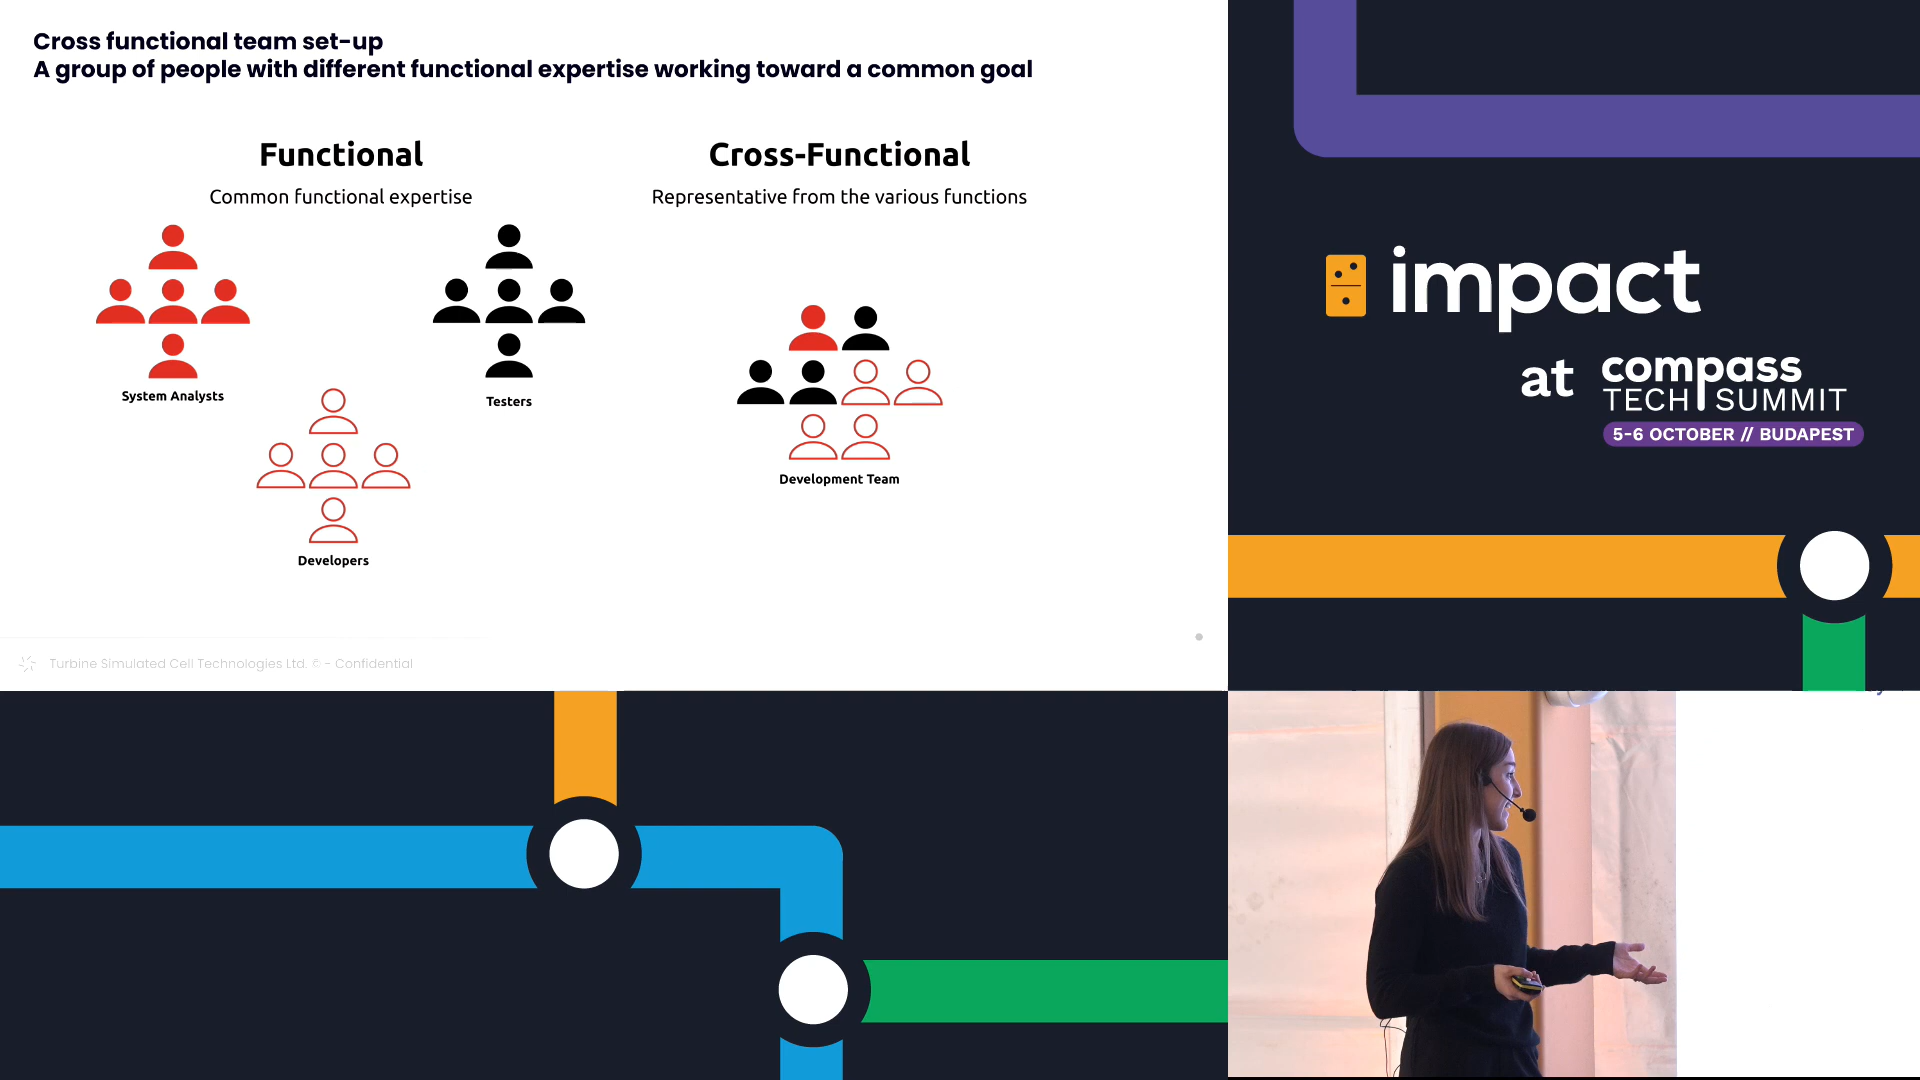 Cross functional team set-up
A group of people with different functional expertise working toward a common goal
Functional
Common functional expertise
System Analysts
Testers
Developers
Cross-Functional
Representative from the various functions
Development Team
Turbine Simulated Cell Technologies Ltd. © - Confidential
impact
at compass
TECH SUMMIT
5-6 OCTOBER // BUDAPEST